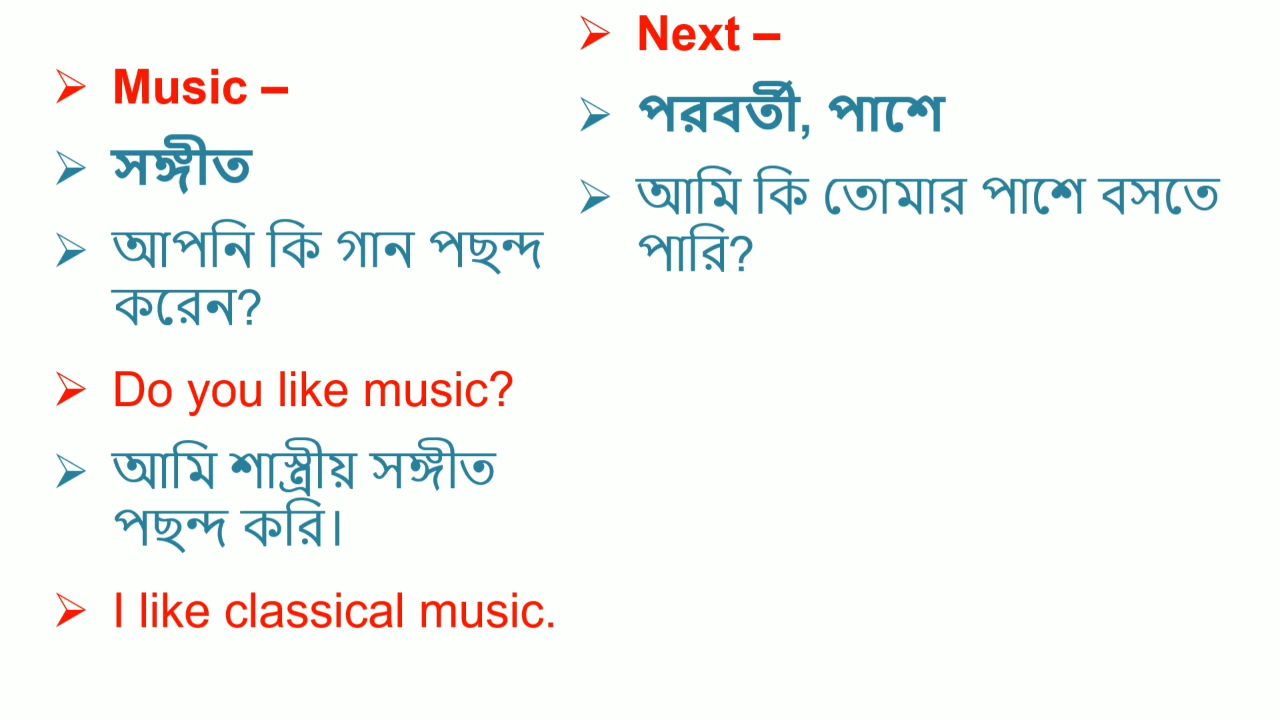 Music –
সঙ্গীত
আপনি কি গান পছন্দ
করেন?
Do you like music?
আমি শাস্ত্রীয় সঙ্গীত
পছন্দ করি।
I like classical music.
Next –
পরবর্তী, পাশে
আমি কি তোমার পাশে বসতে
পারি?